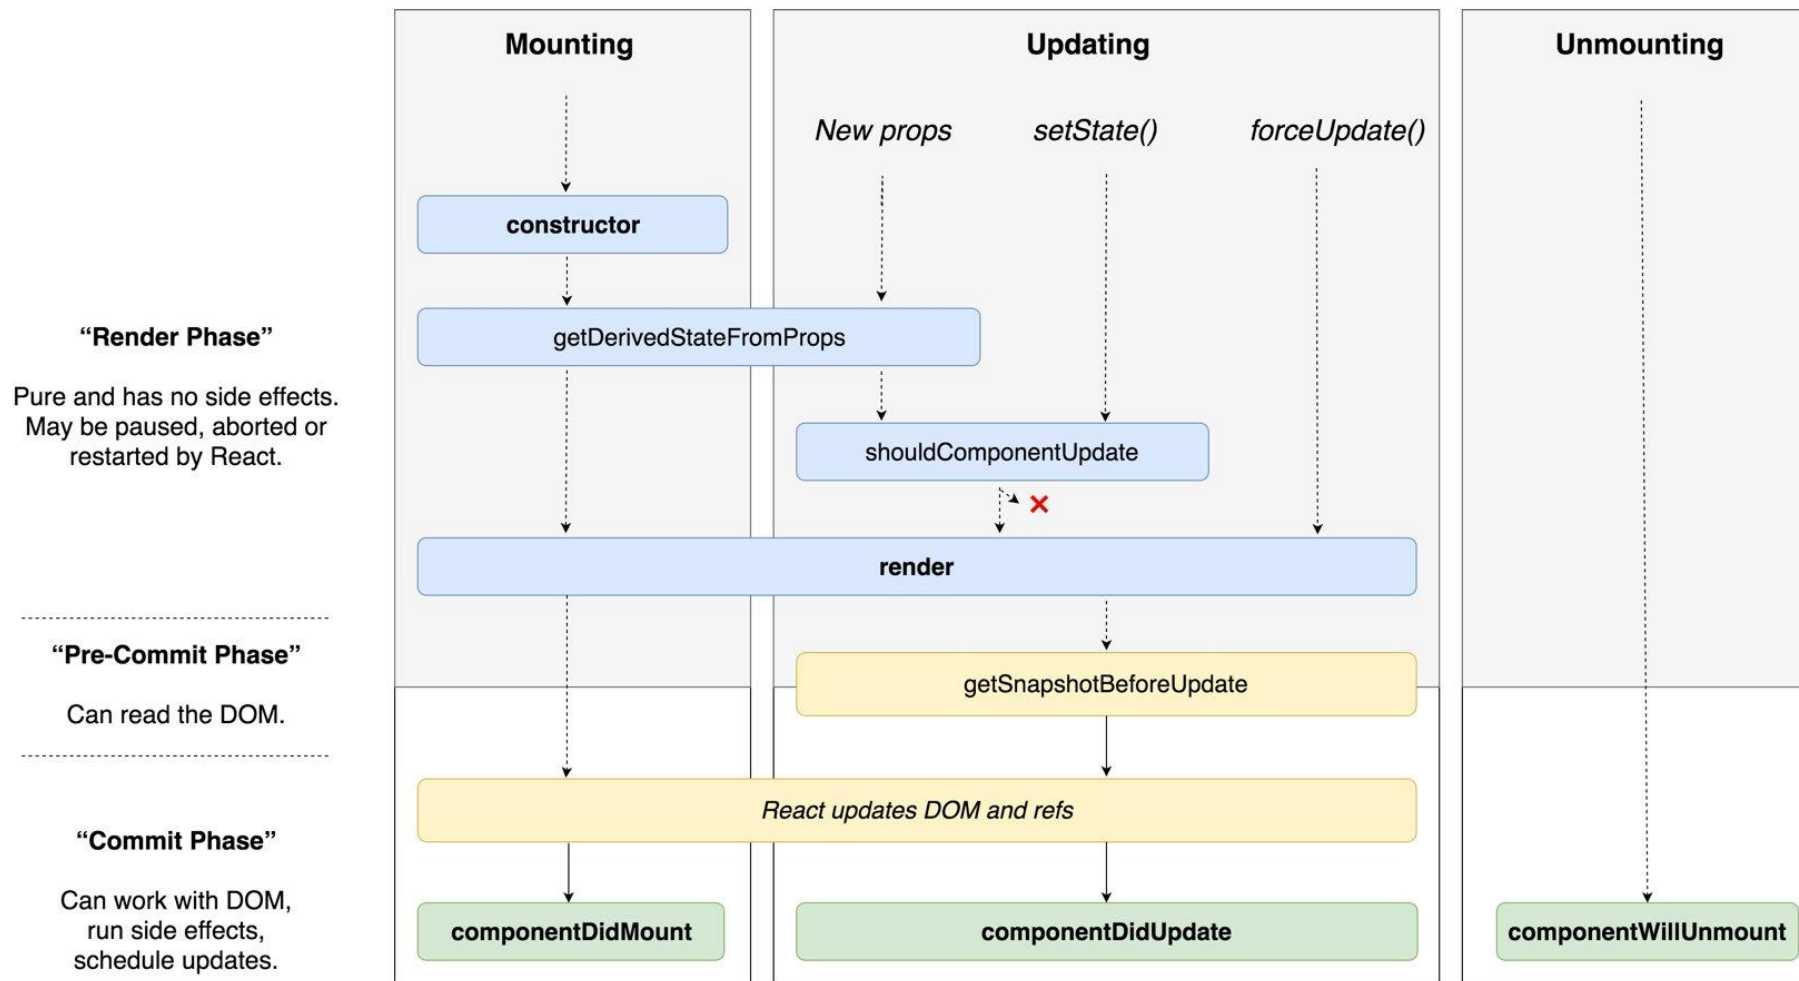 Mounting
Updating
Unmounting
New props
setState()
forceUpdate()
constructor
“Render Phase”
getDerivedStateFromProps
Pure and has no side effects.
May be paused, aborted or
restarted by React.
shouldComponentUpdate
render
“Pre-Commit Phase”
getSnapshotBeforeUpdate
Can read the DOM.
React updates DOM and refs
“Commit Phase”
Can work with DOM,
run side effects,
schedule updates.
componentDidMount
componentDidUpdate
componentWillUnmount